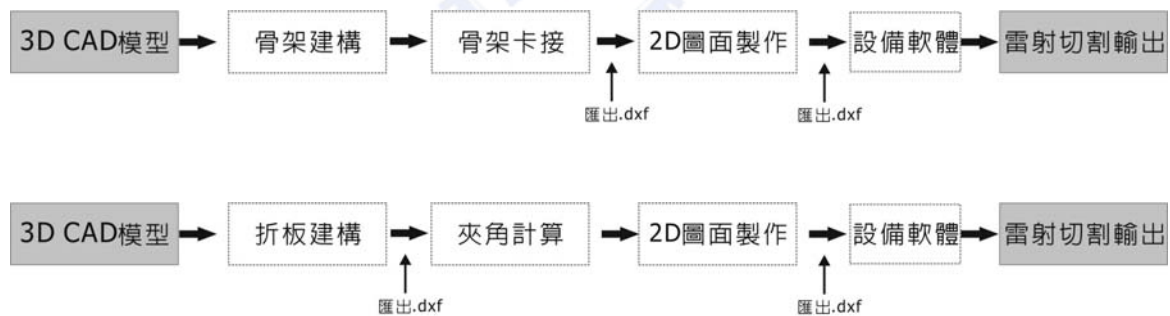 3D CAD模型 骨架建構 骨架卡接 2D圖面製作 設備軟體 雷射切割輸出
匯出.dxf 匯出.dxf
3D CAD模型 折板建構 夾角計算 2D圖面製作 設備軟體 雷射切割輸出
匯出.dxf 匯出.dxf